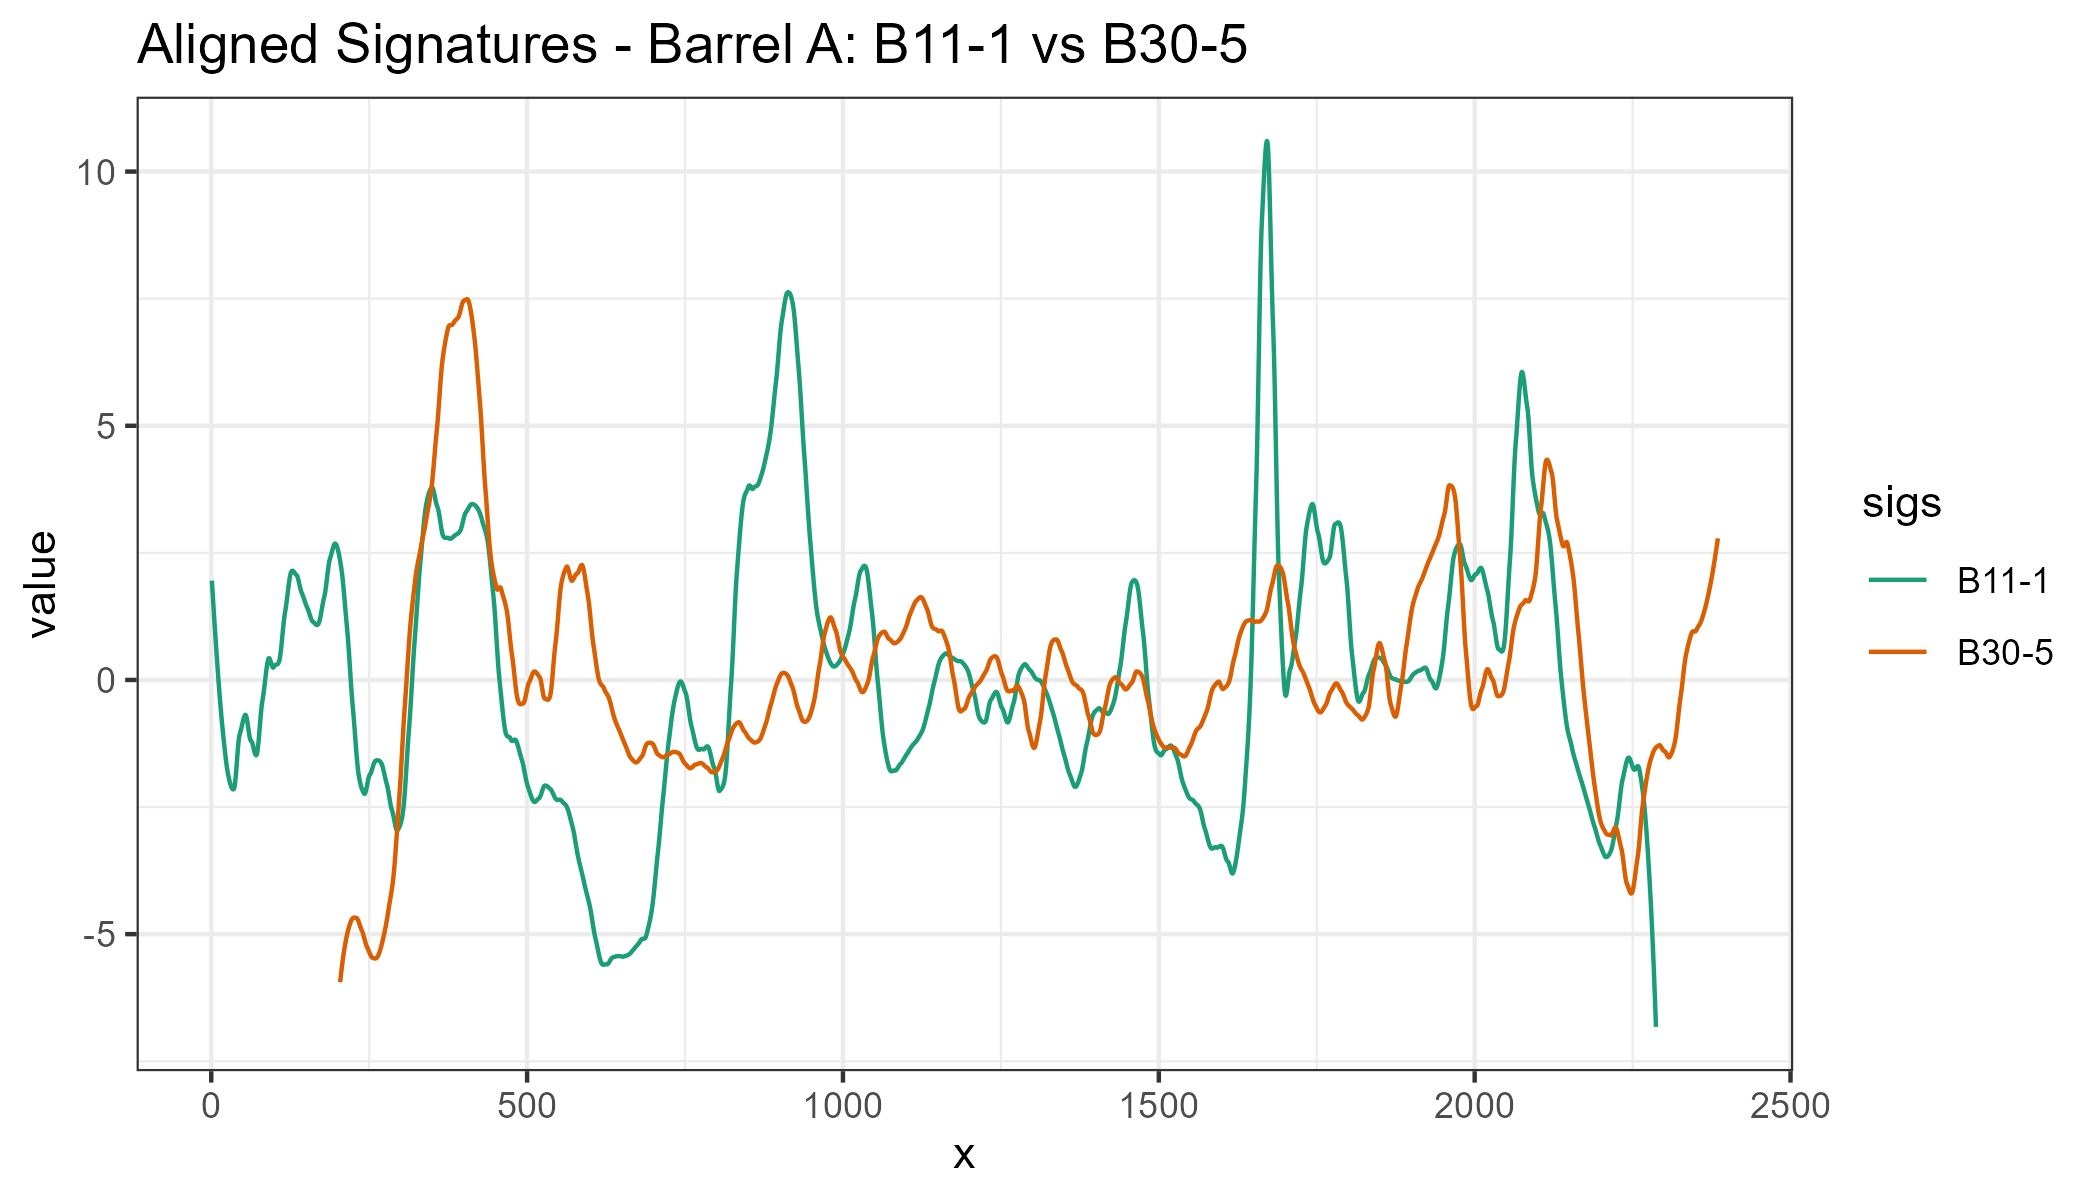 Aligned Signatures - Barrel A: B11-1 vs B30-5
value
10
5
0
-5
0 500 1000 1500 2000 2500
x
sigs
B11-1
B30-5